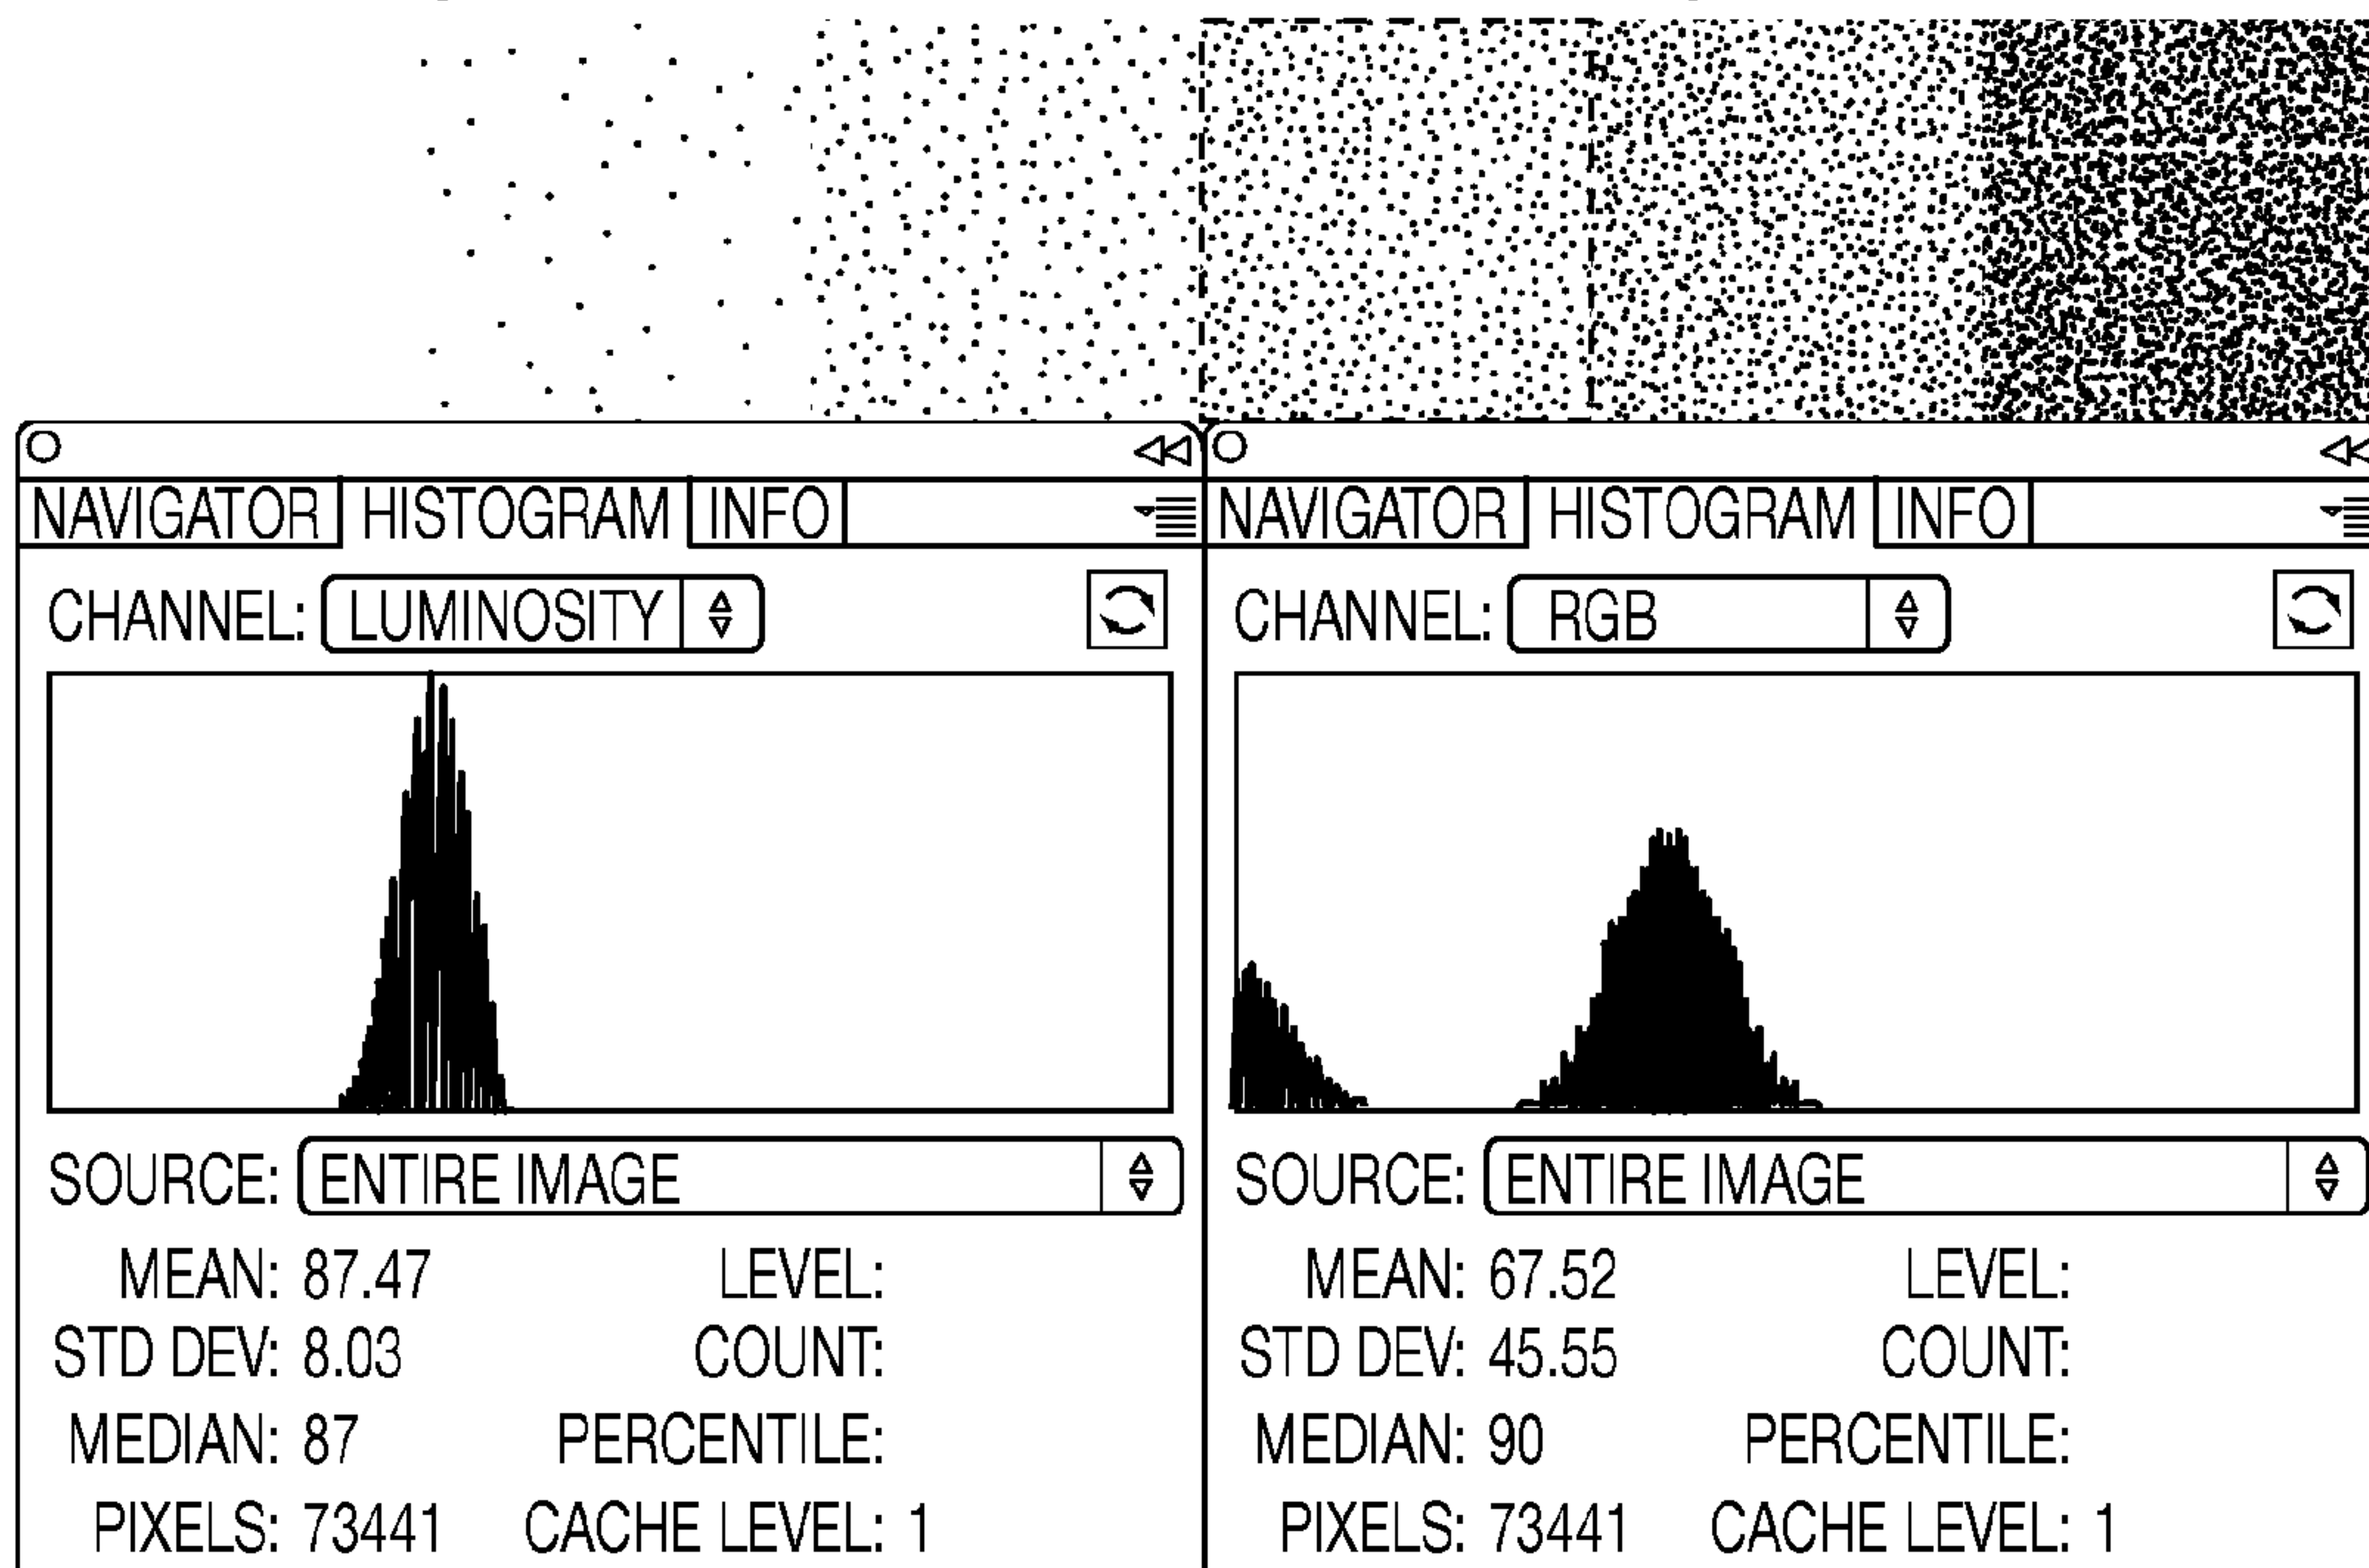 NAVIGATOR HISTOGRAM INFO
CHANNEL: LUMINOSITY
SOURCE: ENTIRE IMAGE
MEAN: 87.47 LEVEL:
STD DEV: 8.03 COUNT:
MEDIAN: 87 PERCENTILE:
PIXELS: 73441 CACHE LEVEL: 1
NAVIGATOR HISTOGRAM INFO
CHANNEL: RGB
SOURCE: ENTIRE IMAGE
MEAN: 67.52 LEVEL:
STD DEV: 45.55 COUNT:
MEDIAN: 90 PERCENTILE:
PIXELS: 73441 CACHE LEVEL: 1